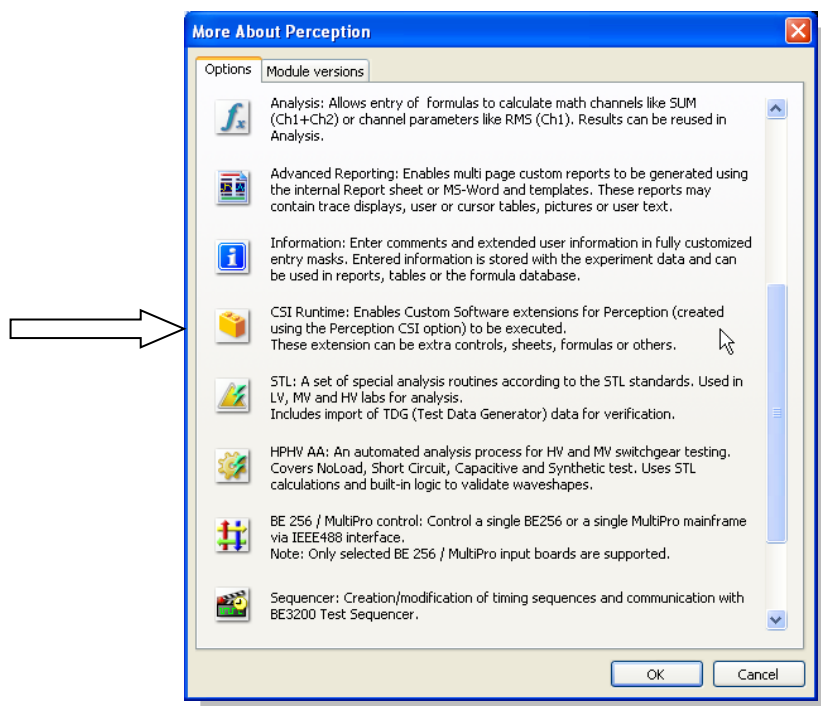 More About Perception
Options
Module versions
Analysis: Allows entry of formulas to calculate math channels like SUM
(Ch1+Ch2) or channel parameters like RMS (Ch1). Results can be reused in
Analysis.
Advanced Reporting: Enables multi page custom reports to be generated using
the internal Report sheet or MS-Word and templates. These reports may
contain trace displays, user or cursor tables, pictures or user text.
Information: Enter comments and extended user information in fully customized
entry masks. Entered information is stored with the experiment data and can
be used in reports, tables or the formula database.
CSI Runtime: Enables Custom Software extensions for Perception (created
using the Perception CSI option) to be executed.
These extension can be extra controls, sheets, formulas or others.
STL: A set of special analysis routines according to the STL standards. Used in
LV, MV and HV labs for analysis.
Includes import of TDG (Test Data Generator) data for verification.
HPHV AA: An automated analysis process for HV and MV switchgear testing.
Covers NoLoad, Short Circuit, Capacitive and Synthetic test. Uses STL
calculations and built-in logic to validate waveshapes.
BE 256 / MultiPro control: Control a single BE256 or a single MultiPro mainframe
via IEEE488 interface.
Note: Only selected BE 256 / MultiPro input boards are supported.
Sequencer: Creation/modification of timing sequences and communication with
BE3200 Test Sequencer.
OK
Cancel